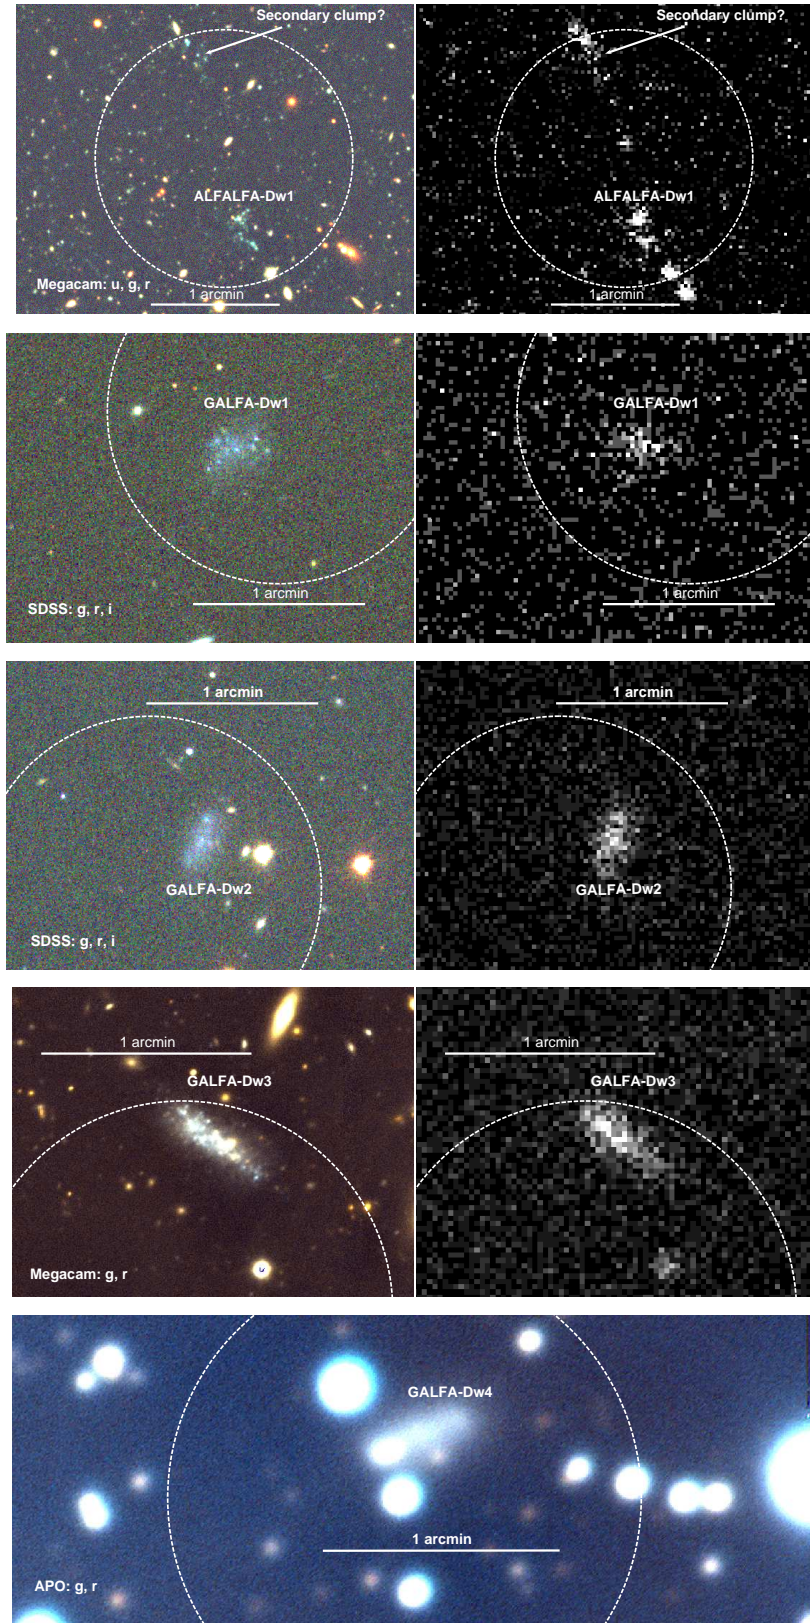 Secondary clump?
Secondary clump?
ALFALFA-Dw1
ALFALFA-Dw1
Megacam: u, g, r
1 arcmin
1 arcmin
GALFA-Dw1
GALFA-Dw1
1 arcmin
1 arcmin
SDSS: g, r, i
1 arcmin
1 arcmin
GALFA-Dw2
GALFA-Dw2
SDSS: g, r, i
1 arcmin
1 arcmin
GALFA-Dw3
GALFA-Dw3
Megacam: g, r
GALFA-Dw4
1 arcmin
APO: g, r